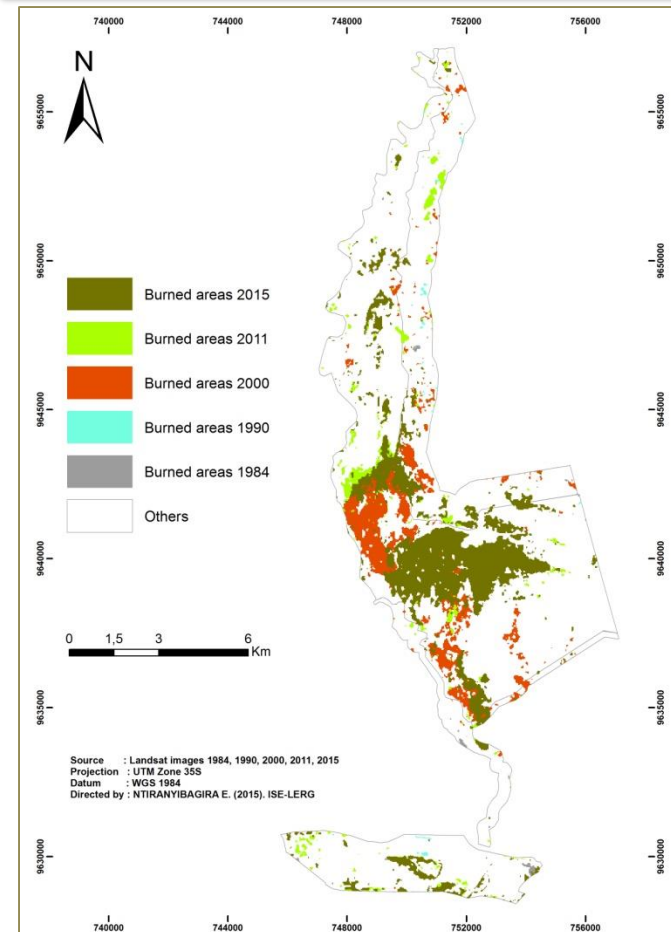 740000 744000 748000 752000 756000
N
9655000 9655000
9650000 9650000
Burned areas 2015
Burned areas 2011
Burned areas 2000
Burned areas 1990
Burned areas 1984
Others
9645000 9645000
9640000 9640000
0 1,5 3 6
Km
9635000 9635000
Source : Landsat images 1984, 1990, 2000, 2011, 2015
Projection : UTM Zone 35S
Datum : WGS 1984
Directed by : NTIRANYIBAGIRA E. (2015). ISE-LERG
9630000 9630000
740000 744000 748000 752000 756000